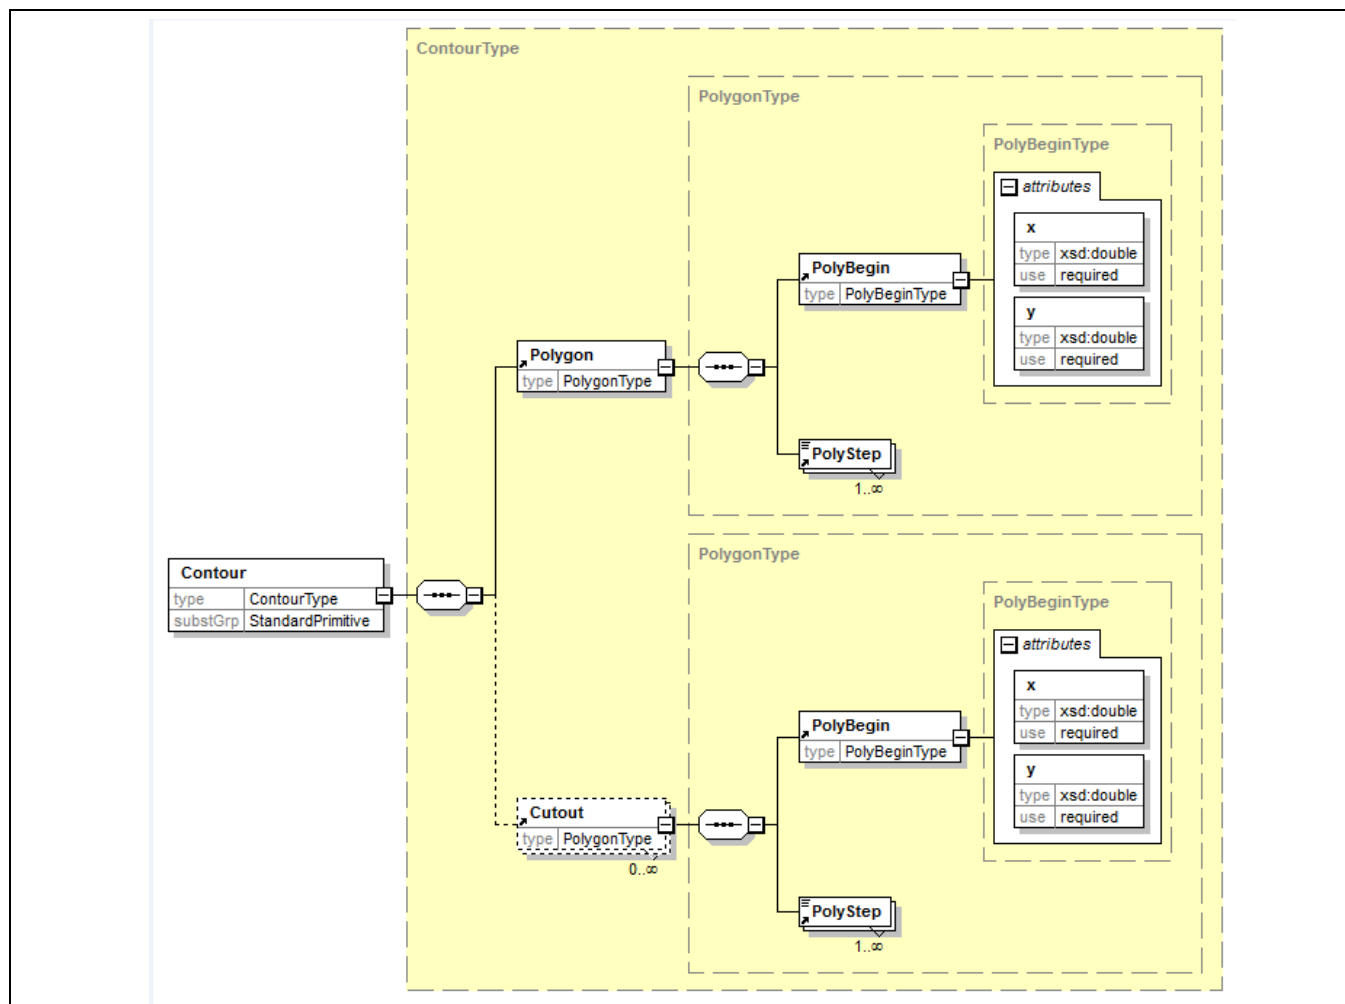 ContourType
PolygonType
PolyBeginType
attributes
x
type xsd:double
use required
y
type xsd:double
use required
PolyBegin
type PolyBeginType
Polygon
type PolygonType
PolyStep
1..∞
Contour
type ContourType
substGrp StandardPrimitive
PolygonType
PolyBeginType
attributes
x
type xsd:double
use required
y
type xsd:double
use required
PolyBegin
type PolyBeginType
Cutout
type PolygonType
0..∞
PolyStep
1..∞